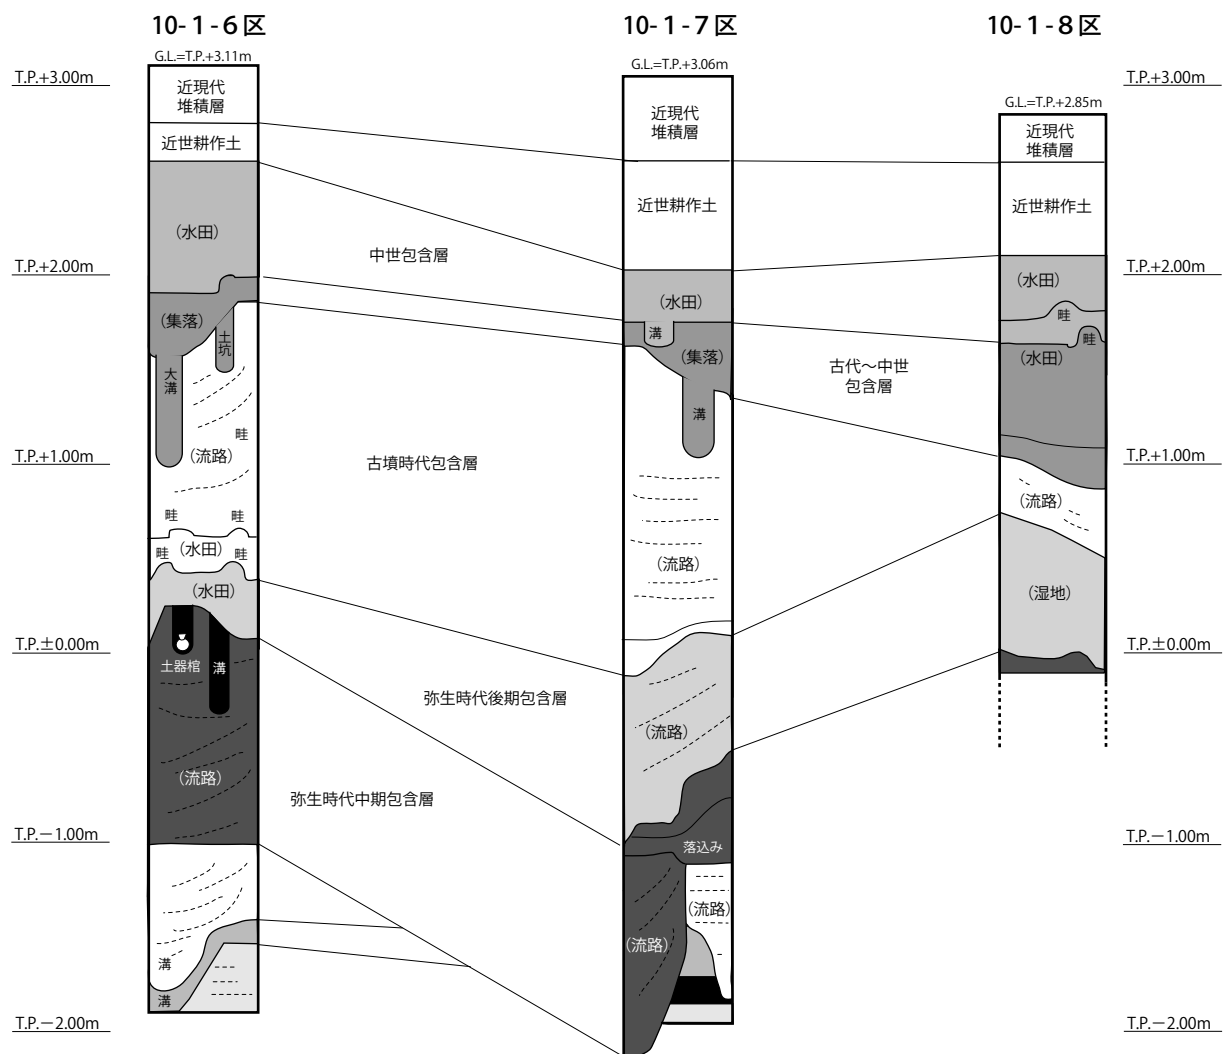 10-1-6区
10-1-7区
10-1-8区
G.L.=T.P.+3.11m
G.L.=T.P.+3.06m
G.L.=T.P.+2.85m
T.P.+3.00m
T.P.+2.00m
T.P.+1.00m
T.P.±0.00m
T.P.－1.00m
T.P.－2.00m
近現代
堆積層
近世耕作土
（水田）
（集落）
土坑
大溝
畦
（流路）
畦
畦
（水田）
畦
畦
（水田）
土器棺
溝
（流路）
溝
溝
中世包含層
古墳時代包含層
弥生時代後期包含層
弥生時代中期包含層
近現代
堆積層
近世耕作土
（水田）
溝
（集落）
溝
（流路）
（流路）
落込み
（流路）
（流路）
古代～中世
包含層
近現代
堆積層
近世耕作土
（水田）
畦
畦
（水田）
（流路）
（湿地）
T.P.+3.00m
T.P.+2.00m
T.P.+1.00m
T.P.±0.00m
T.P.－1.00m
T.P.－2.00m